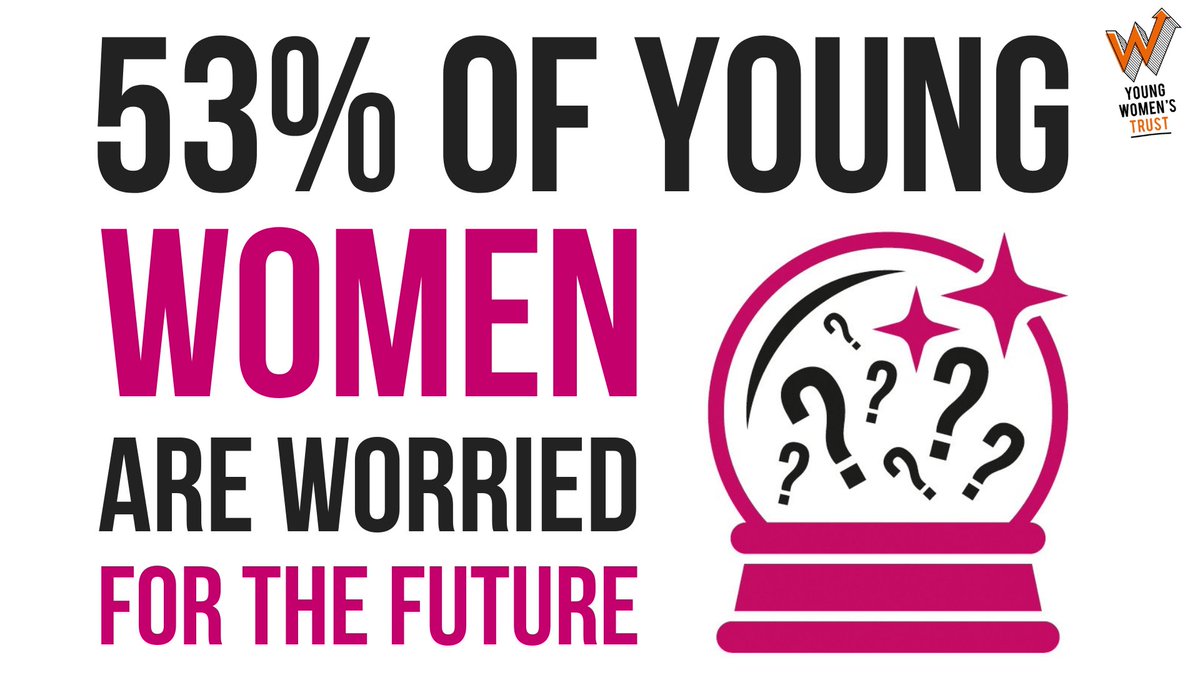 53% OF YOUNG
WOMEN
ARE WORRIED
FOR THE FUTURE
? ? ? ? ? ? ?
W
YOUNG
WOMEN'S
TRUST